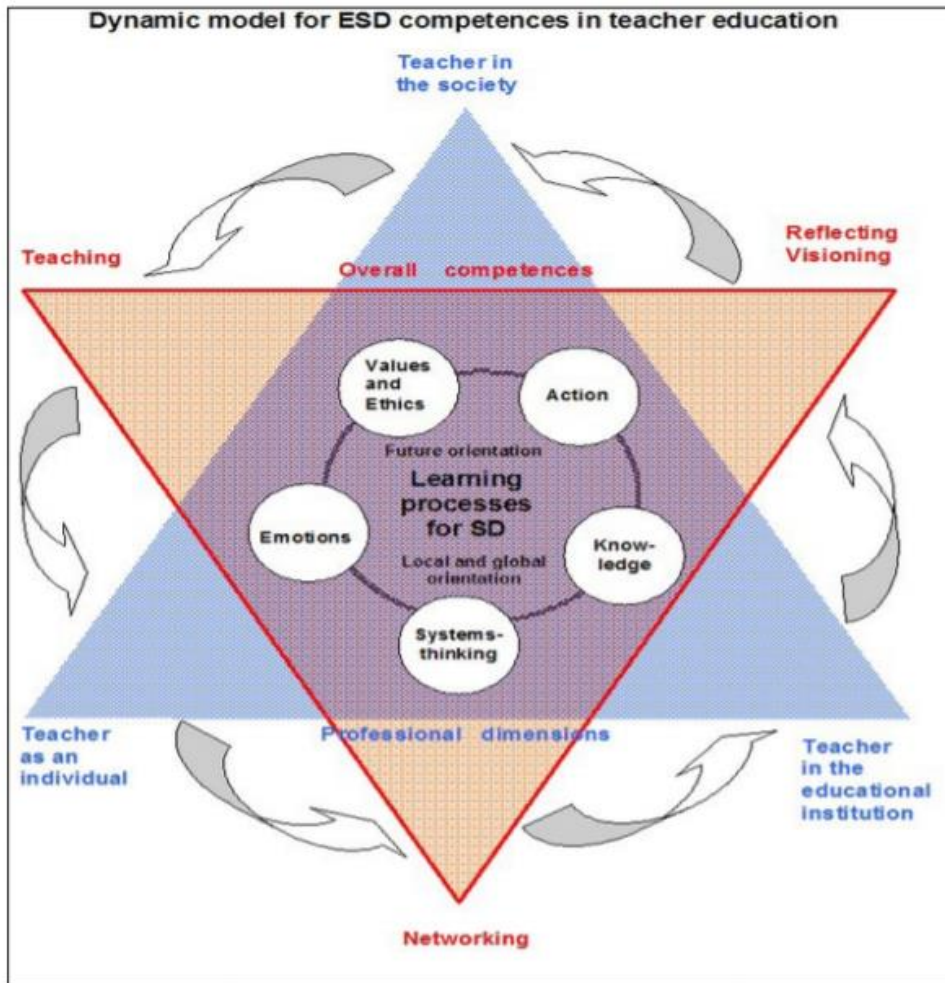 Dynamic model for ESD competences in teacher education
Teacher in
the society
Teaching
Reflecting
Visioning
Overall competences
Values
and
Ethics
Action
Future orientation
Learning
processes
for SD
Emotions
Know-
ledge
Local and global
orientation
Systems-
thinking
Teacher
as an
individual
Professional dimensions
Teacher
in the
educational
institution
Networking